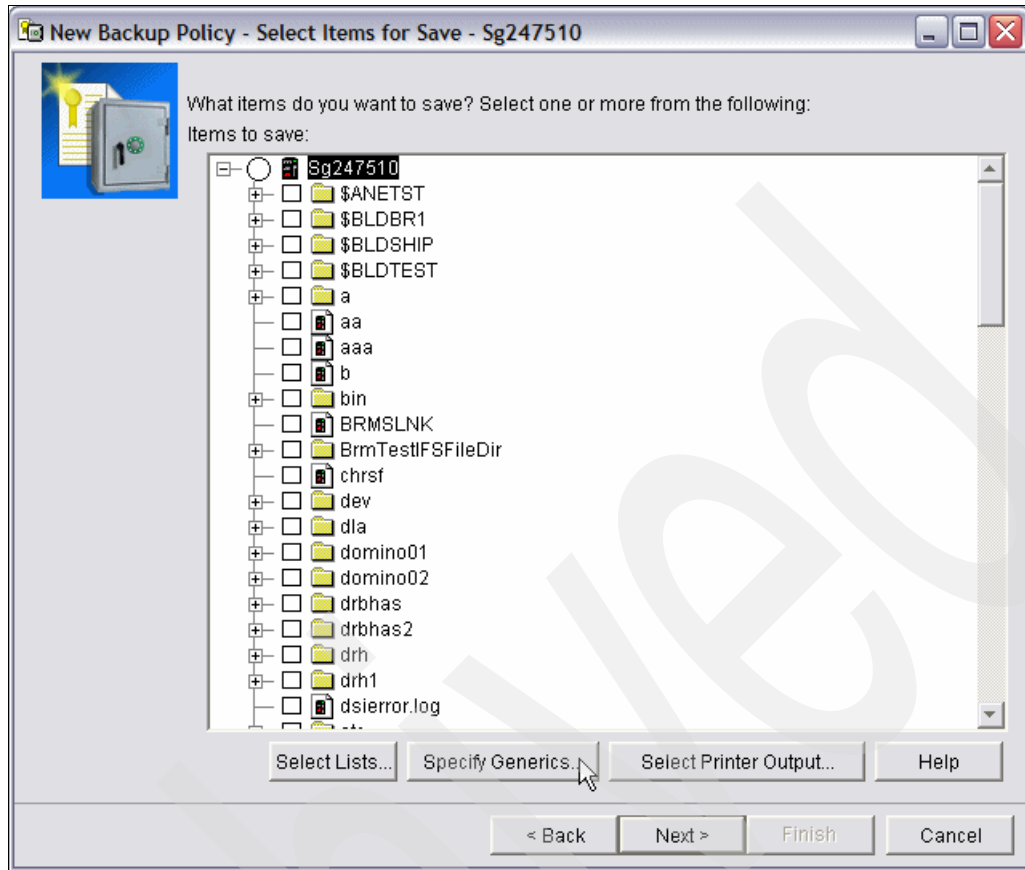 New Backup Policy - Select Items for Save - Sg247510
What items do you want to save? Select one or more from the following:
Items to save:
Sg247510
$ANETST
$BLDBR1
$BLDSHIP
$BLDTEST
a
aa
aaa
b
bin
BRMSLNK
BrmTestIFSFileDir
chrsf
dev
dla
domino01
domino02
drbhas
drbhas2
drh
drh1
dsierror.log
Select Lists... Specify Generics... Select Printer Output... Help
< Back Next > Finish Cancel